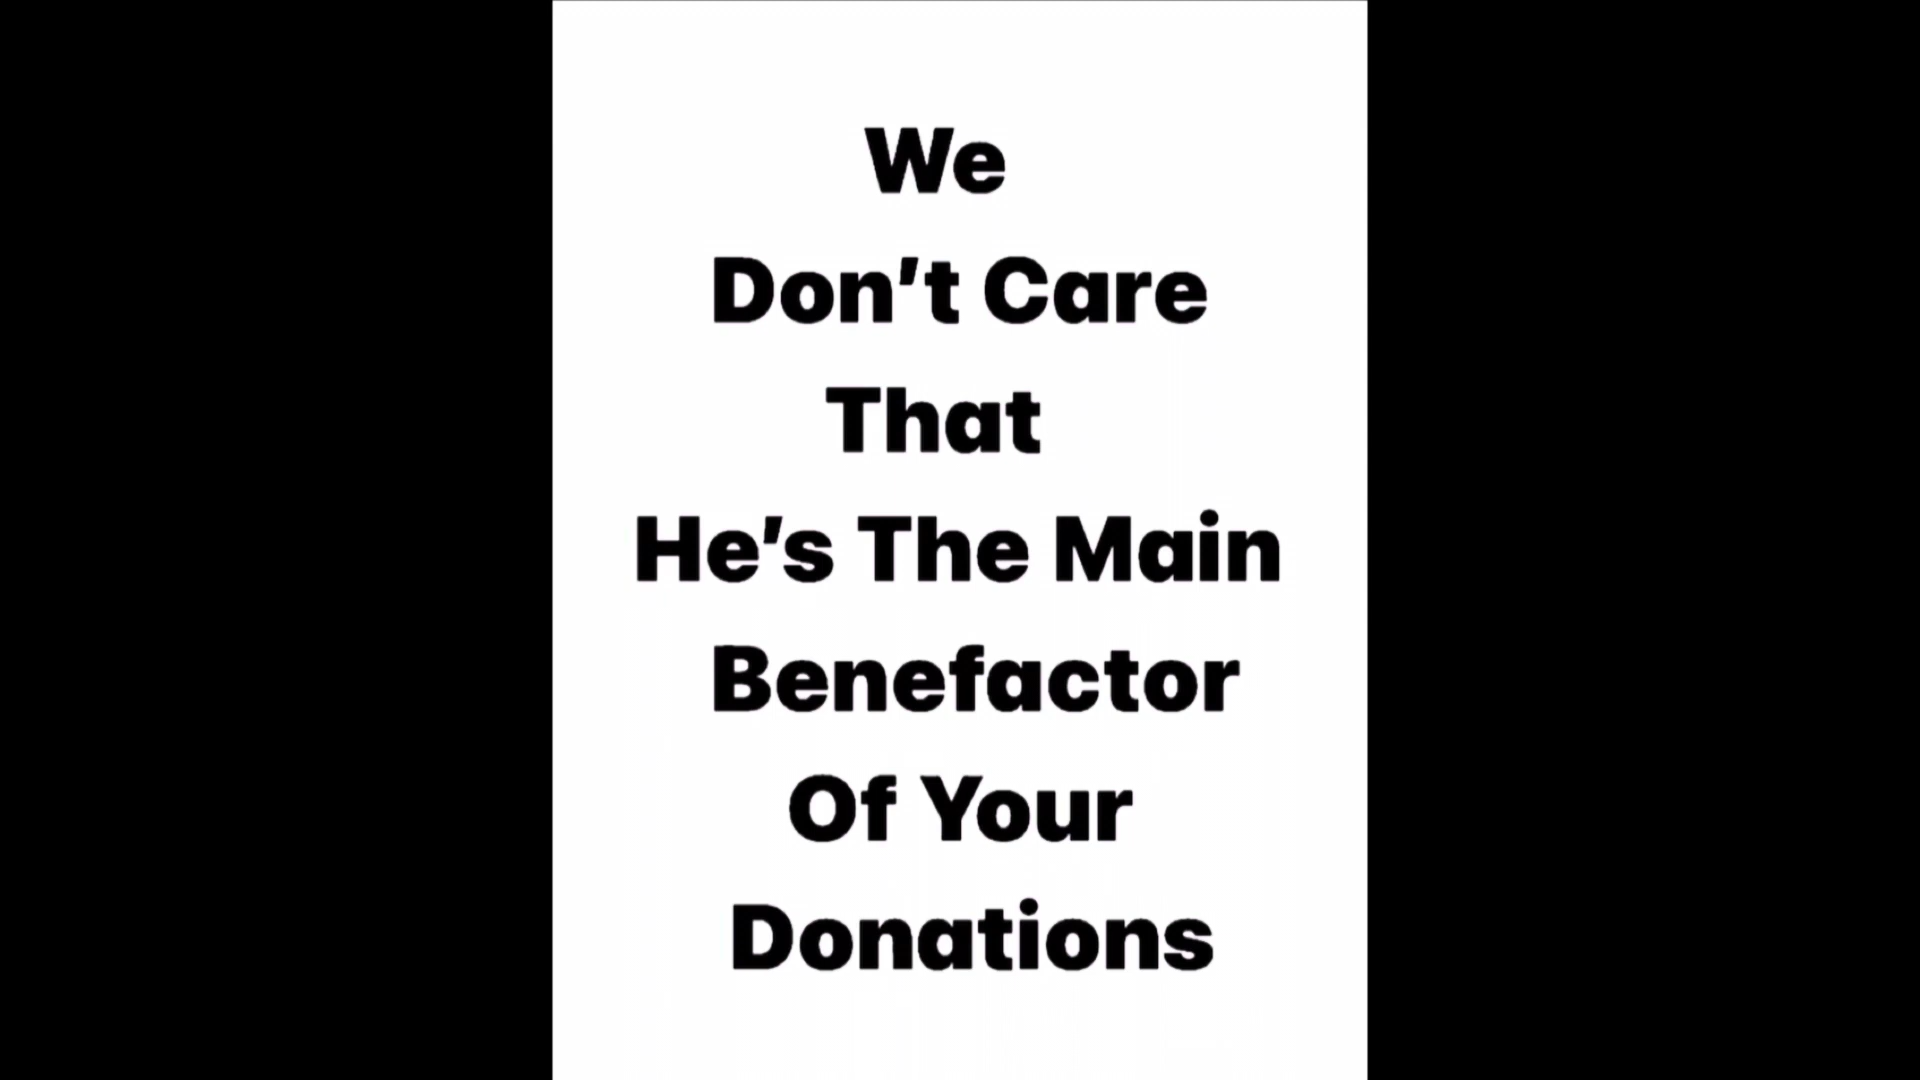 We
Don't Care
That
He's The Main
Benefactor
Of Your
Donations